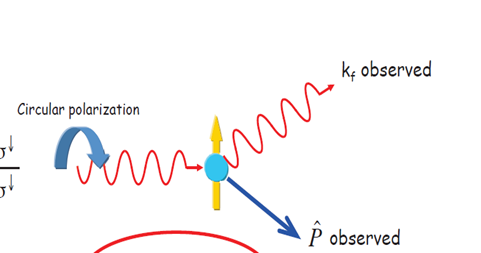 k_f observed
Circular polarization
σ↓
σ↓
P̂ observed